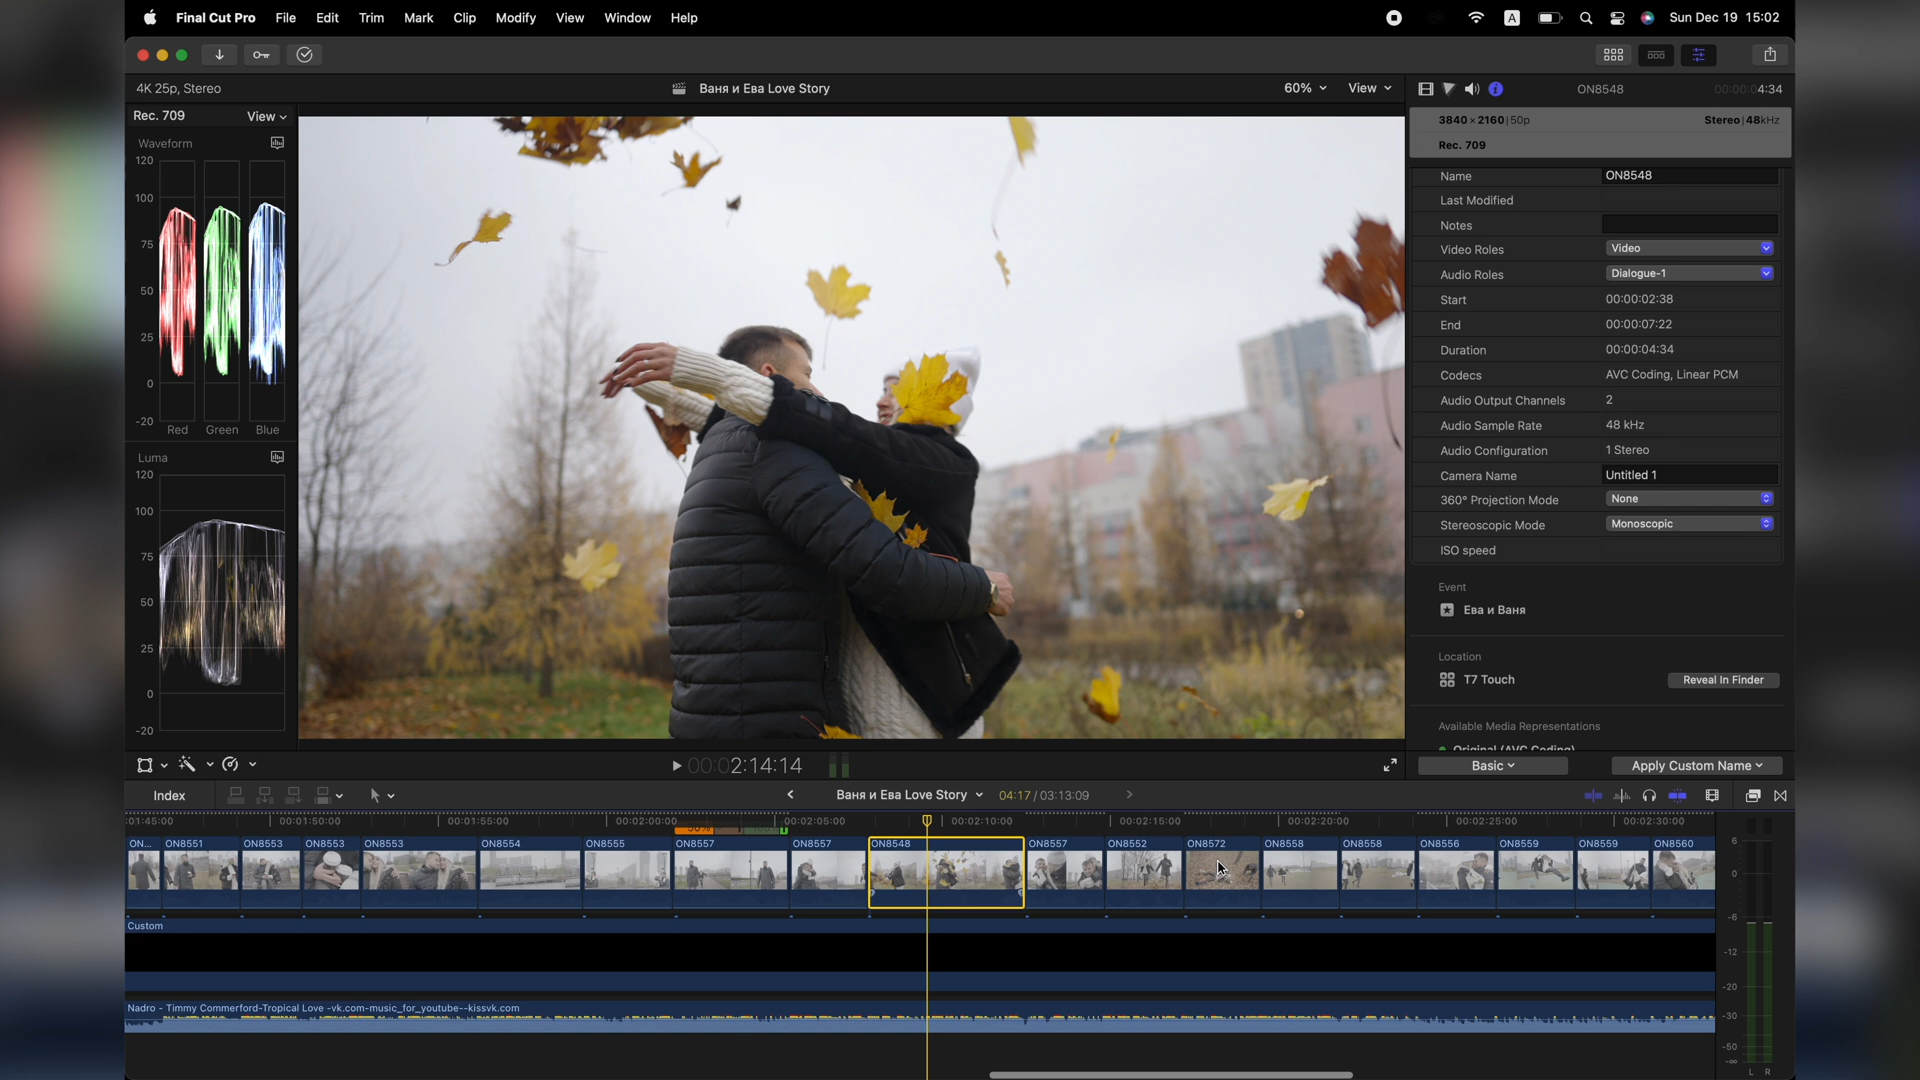 Final Cut Pro File Edit Trim Mark Clip Modify View Window Help
A Sun Dec 19 15:02
4K 25p, Stereo
Ваня и Ева Love Story
60% View
ON8548
00:00:04:34
Rec. 709 View
3840 × 2160 | 50p Stereo | 48kHz
Rec. 709
Waveform
120
100
75
50
25
0
-20
Red Green Blue
Luma
120
100
75
50
25
0
-20
Name ON8548
Last Modified
Notes
Video Roles Video
Audio Roles Dialogue-1
Start 00:00:02:38
End 00:00:07:22
Duration 00:00:04:34
Codecs AVC Coding, Linear PCM
Audio Output Channels 2
Audio Sample Rate 48 kHz
Audio Configuration 1 Stereo
Camera Name Untitled 1
360° Projection Mode None
Stereoscopic Mode Monoscopic
ISO speed
Event
Ева и Ваня
Location
T7 Touch Reveal In Finder
Available Media Representations
Original (AVC Coding)
00:02:14:14
Basic Apply Custom Name
Index
Ваня и Ева Love Story 04:17 / 03:13:09
:01:45:00 00:01:50:00 00:01:55:00 00:02:00:00 00:02:05:00 00:02:10:00 00:02:15:00 00:02:20:00 00:02:25:00 00:02:30:00
50%
ON... ON8551 ON8553 ON8553 ON8553 ON8554 ON8555 ON8557 ON8557 ON8548 ON8557 ON8552 ON8572 ON8558 ON8558 ON8556 ON8559 ON8559 ON8560
Custom
Nadro - Timmy Commerford-Tropical Love -vk.com-music_for_youtube--kissvk.com
6
0
-6
-12
-20
-30
-50
-∞
L R